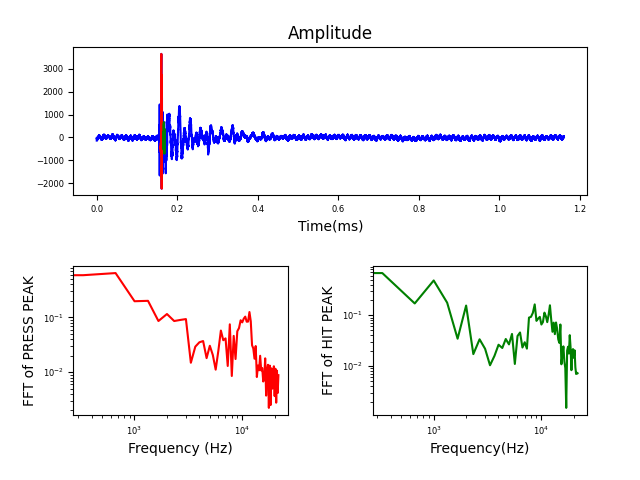 Amplitude
3000
2000
1000
0
−1000
−2000
0.0 0.2 0.4 0.6 0.8 1.0 1.2
Time(ms)
FFT of PRESS PEAK
10⁻¹
10⁻²
10³ 10⁴
Frequency (Hz)
FFT of HIT PEAK
10⁻¹
10⁻²
10³ 10⁴
Frequency(Hz)